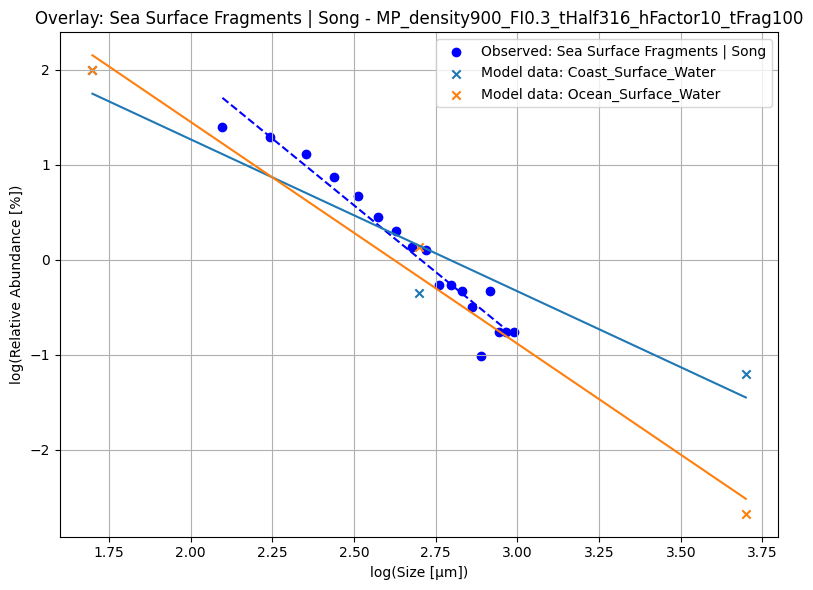 Overlay: Sea Surface Fragments | Song - MP_density900_FI0.3_tHalf316_hFactor10_tFrag100
Observed: Sea Surface Fragments | Song
Model data: Coast_Surface_Water
Model data: Ocean_Surface_Water
log(Relative Abundance [%])
2
1
0
−1
−2
1.75 2.00 2.25 2.50 2.75 3.00 3.25 3.50 3.75
log(Size [μm])